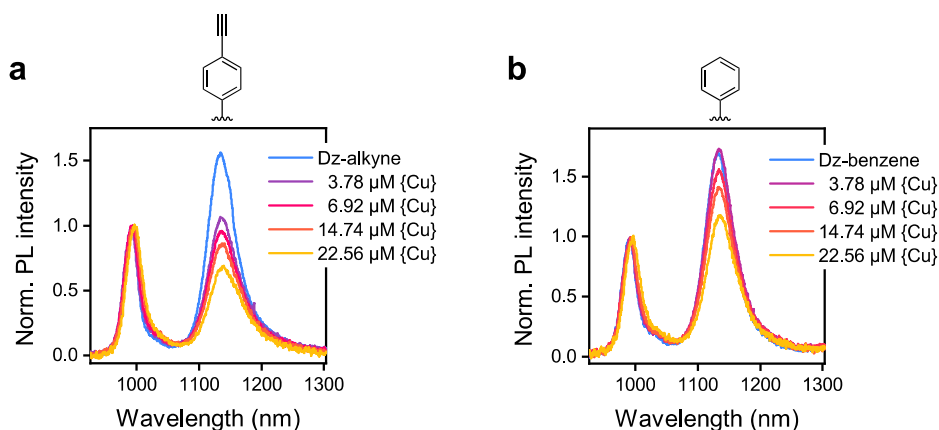 a
Norm. PL intensity
1.5
1.0
0.5
0.0
Dz-alkyne
3.78 µM {Cu}
6.92 µM {Cu}
14.74 µM {Cu}
22.56 µM {Cu}
1000
1100
1200
1300
Wavelength (nm)
b
Norm. PL intensity
1.5
1.0
0.5
0.0
Dz-benzene
3.78 µM {Cu}
6.92 µM {Cu}
14.74 µM {Cu}
22.56 µM {Cu}
1000
1100
1200
1300
Wavelength (nm)